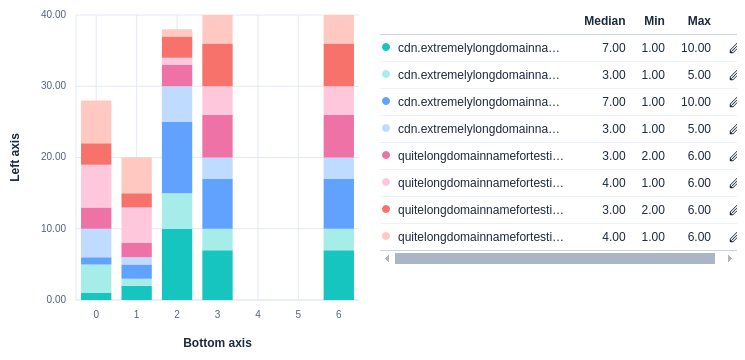 40.00
30.00
20.00
10.00
0.00
Left axis
0 1 2 3 4 5 6
Bottom axis
Median Min Max
cdn.extremelylongdomainna… 7.00 1.00 10.00
cdn.extremelylongdomainna… 3.00 1.00 5.00
cdn.extremelylongdomainna… 7.00 1.00 10.00
cdn.extremelylongdomainna… 3.00 1.00 5.00
quitelongdomainnamefortesti… 3.00 2.00 6.00
quitelongdomainnamefortesti… 4.00 1.00 6.00
quitelongdomainnamefortesti… 3.00 2.00 6.00
quitelongdomainnamefortesti… 4.00 1.00 6.00